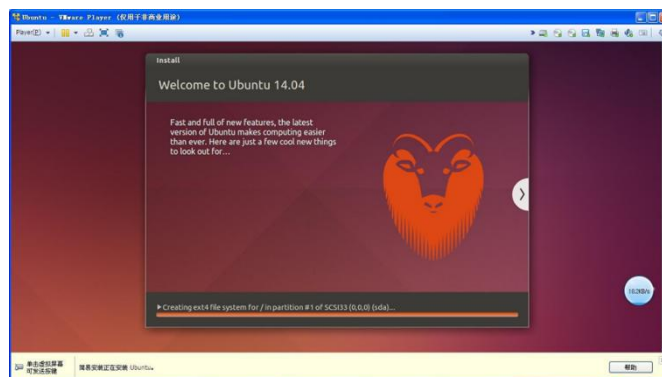 Ubuntu - VMware Player (仅用于非商业用途)
Player(P)
Install
Welcome to Ubuntu 14.04
Fast and full of new features, the latest
version of Ubuntu makes computing easier
than ever. Here are just a few cool new things
to look out for...
Creating ext4 file system for / in partition #1 of SCSI33 (0,0,0) (sda)...
单击虚拟屏幕
可发送按键
简易安装正在安装 Ubuntu。
帮助